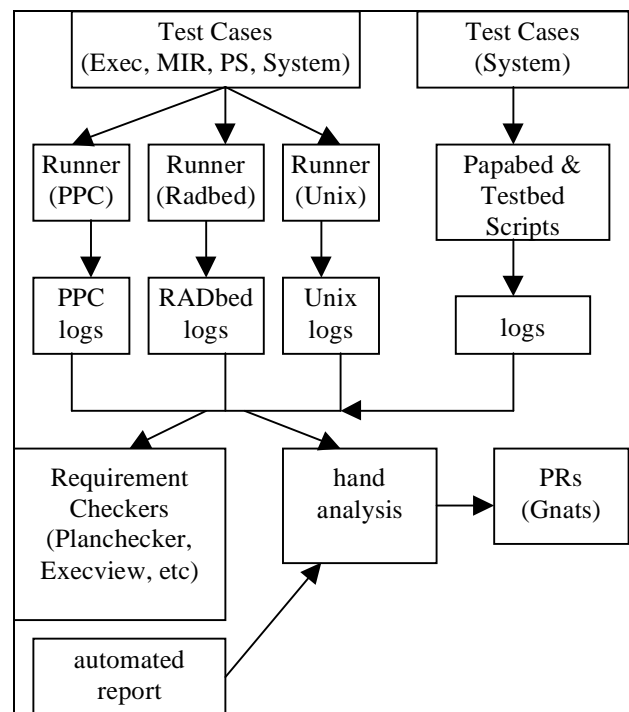 Test Cases
(Exec, MIR, PS, System)
Test Cases
(System)
Runner
(PPC)
Runner
(Radbed)
Runner
(Unix)
Papabed &
Testbed
Scripts
PPC
logs
RADbed
logs
Unix
logs
logs
Requirement
Checkers
(Planchecker,
Execview, etc)
hand
analysis
PRs
(Gnats)
automated
report